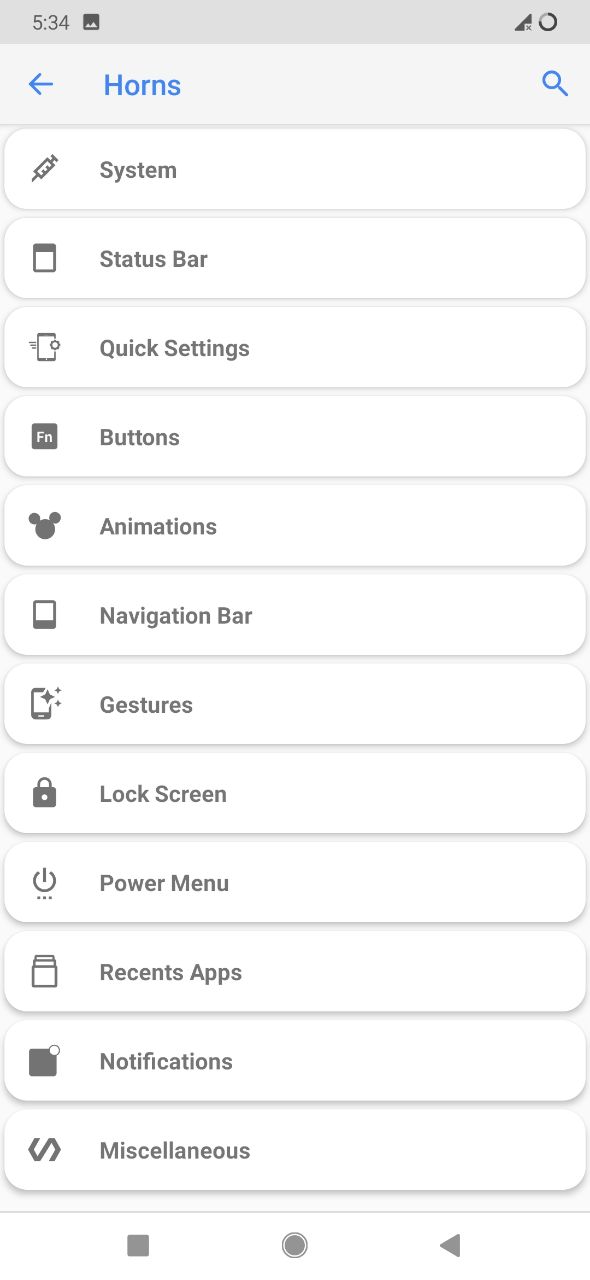 5:34
Horns
System
Status Bar
Quick Settings
Fn
Buttons
Animations
Navigation Bar
Gestures
Lock Screen
Power Menu
Recents Apps
Notifications
Miscellaneous